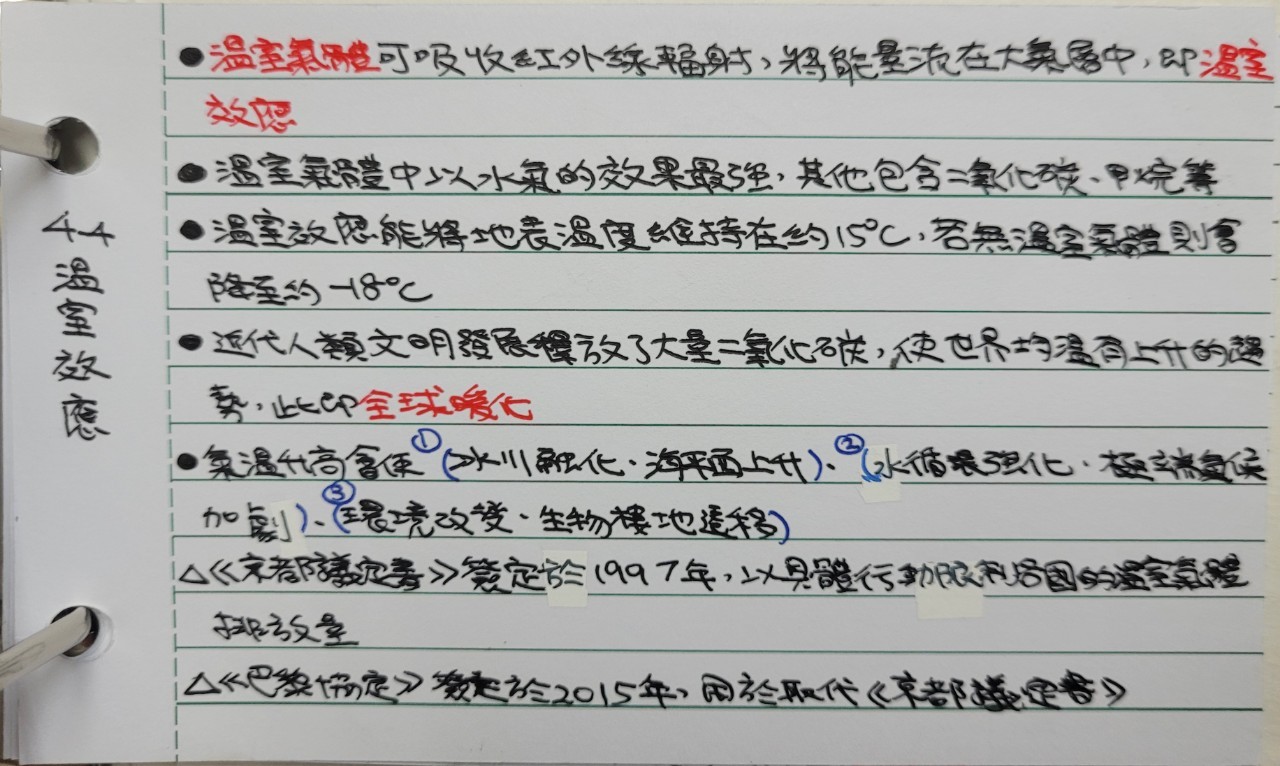 4-4 溫室效應
●溫室氣體可吸收紅外線輻射，將能量流在大氣層中，即溫室
效應
●溫室氣體中以水氣的效果最強，其他包含二氧化碳、甲烷等
●溫室效應能將地表溫度維持在約15°C，若無溫室氣體則會
降至約-18°C
●近代人類文明發展釋放了大量二氧化碳，使世界均溫有上升的趨
勢，此即全球暖化
●氣溫升高會使①(冰川融化、海平面上升)、②(水循環強化、極端氣候
加劇)、③(環境改變、生物棲地遷移)
△《京都議定書》簽定於1997年，以具體行動限制各國的溫室氣體
排放量
△《巴黎協定》簽定於2015年，用於取代《京都議定書》